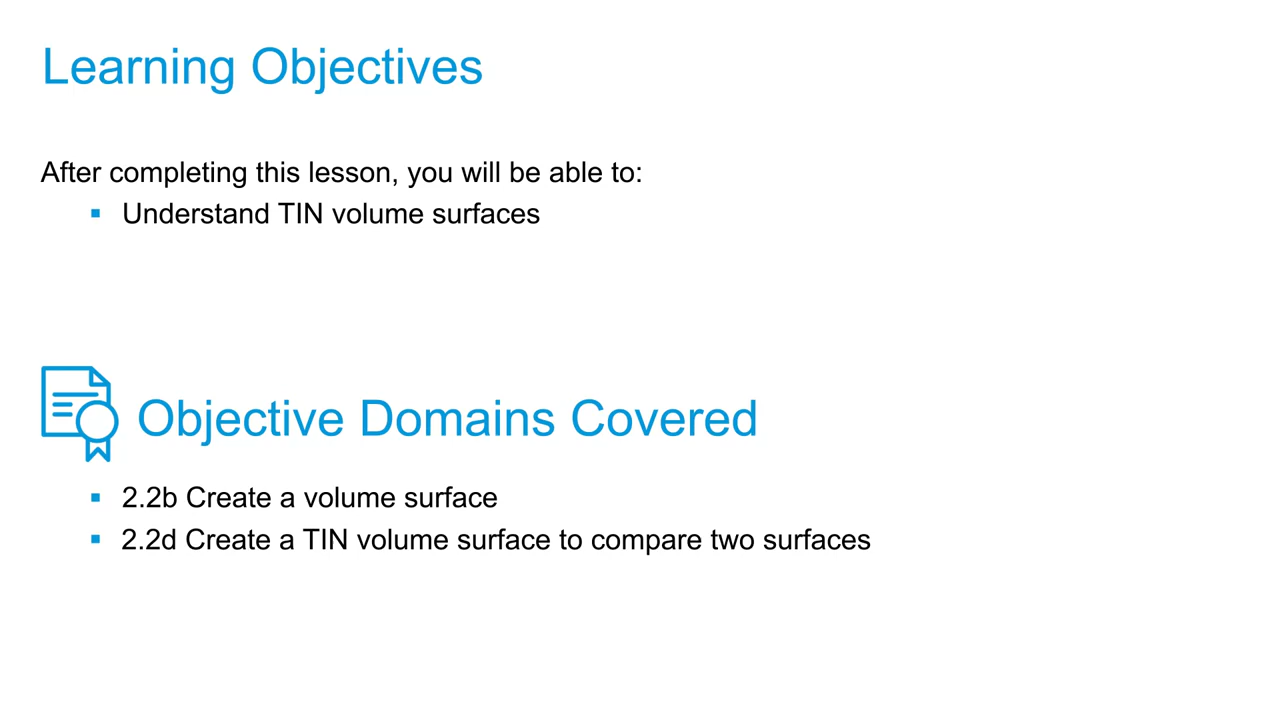 Learning Objectives
After completing this lesson, you will be able to:
▪ Understand TIN volume surfaces
Objective Domains Covered
▪ 2.2b Create a volume surface
▪ 2.2d Create a TIN volume surface to compare two surfaces